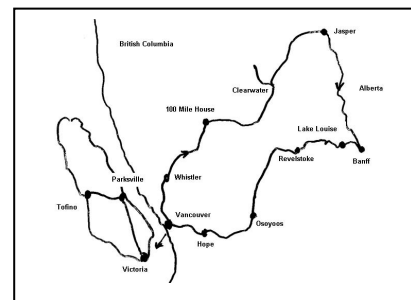 Jasper
British Columbia
Clearwater
Alberta
100 Mile House
Lake Louise
Revelstoke
Banff
Whistler
Parksville
Tofino
Vancouver
Osoyoos
Hope
Victoria